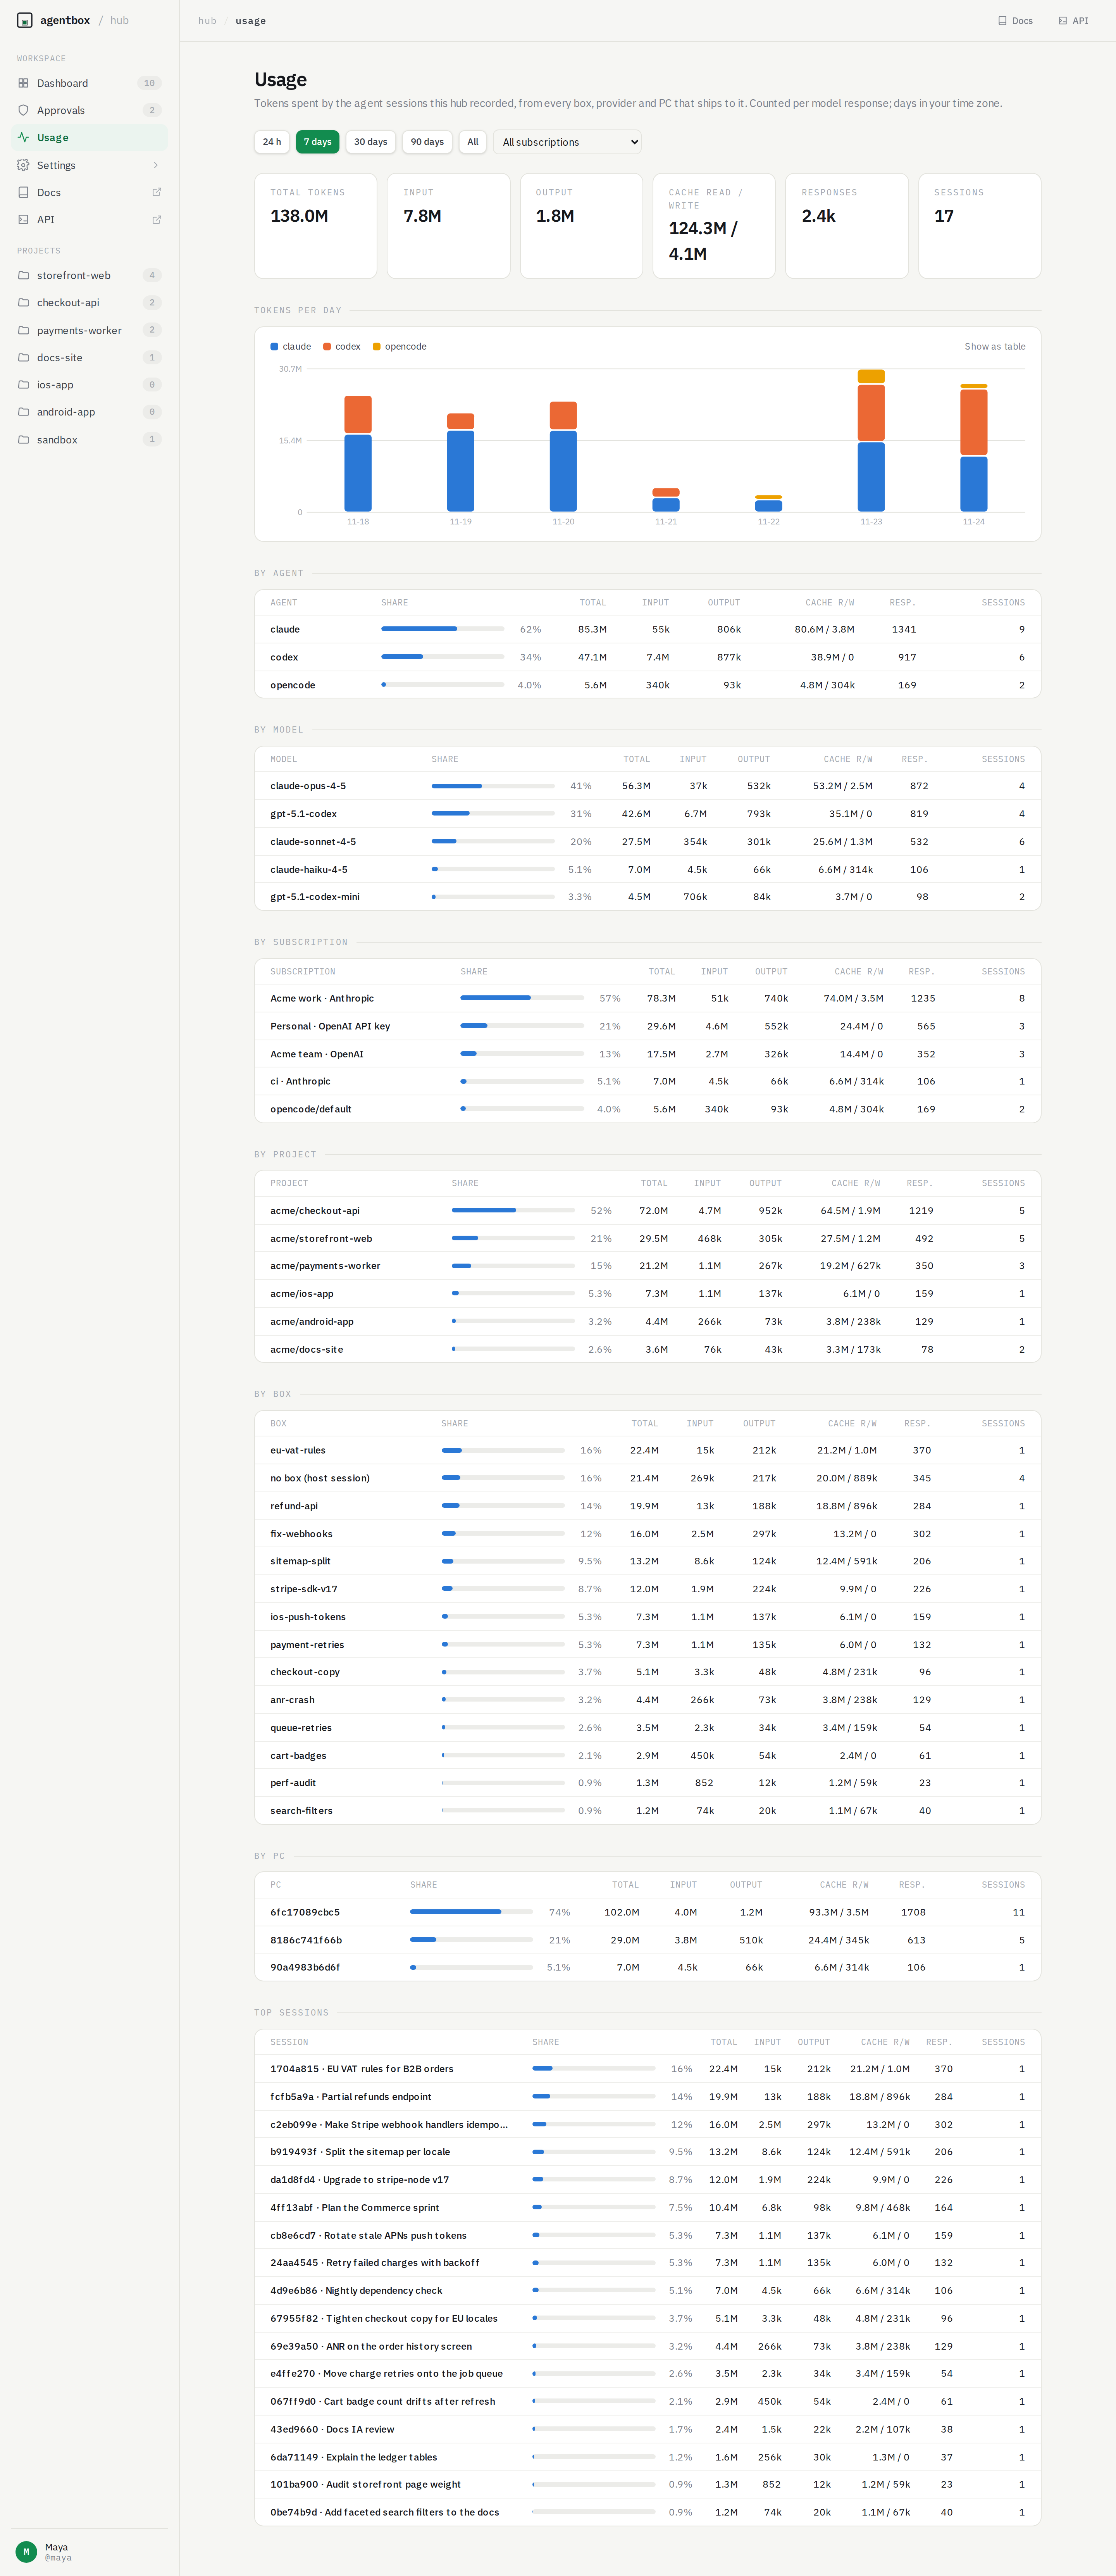 agentbox / hub
WORKSPACE
Dashboard 10
Approvals 2
Usage
Settings
Docs
API
PROJECTS
storefront-web 4
checkout-api 2
payments-worker 2
docs-site 1
ios-app 0
android-app 0
sandbox 1
M Maya
@maya
hub / usage
Docs API
Usage
Tokens spent by the agent sessions this hub recorded, from every box, provider and PC that ships to it. Counted per model response; days in your time zone.
24 h 7 days 30 days 90 days All All subscriptions
TOTAL TOKENS
138.0M
INPUT
7.8M
OUTPUT
1.8M
CACHE READ /
WRITE
124.3M /
4.1M
RESPONSES
2.4k
SESSIONS
17
TOKENS PER DAY
claude codex opencode Show as table
30.7M
15.4M
0
11-18 11-19 11-20 11-21 11-22 11-23 11-24
BY AGENT
AGENT SHARE TOTAL INPUT OUTPUT CACHE R/W RESP. SESSIONS
claude 62% 85.3M 55k 806k 80.6M / 3.8M 1341 9
codex 34% 47.1M 7.4M 877k 38.9M / 0 917 6
opencode 4.0% 5.6M 340k 93k 4.8M / 304k 169 2
BY MODEL
MODEL SHARE TOTAL INPUT OUTPUT CACHE R/W RESP. SESSIONS
claude-opus-4-5 41% 56.3M 37k 532k 53.2M / 2.5M 872 4
gpt-5.1-codex 31% 42.6M 6.7M 793k 35.1M / 0 819 4
claude-sonnet-4-5 20% 27.5M 354k 301k 25.6M / 1.3M 532 6
claude-haiku-4-5 5.1% 7.0M 4.5k 66k 6.6M / 314k 106 1
gpt-5.1-codex-mini 3.3% 4.5M 706k 84k 3.7M / 0 98 2
BY SUBSCRIPTION
SUBSCRIPTION SHARE TOTAL INPUT OUTPUT CACHE R/W RESP. SESSIONS
Acme work · Anthropic 57% 78.3M 51k 740k 74.0M / 3.5M 1235 8
Personal · OpenAI API key 21% 29.6M 4.6M 552k 24.4M / 0 565 3
Acme team · OpenAI 13% 17.5M 2.7M 326k 14.4M / 0 352 3
ci · Anthropic 5.1% 7.0M 4.5k 66k 6.6M / 314k 106 1
opencode/default 4.0% 5.6M 340k 93k 4.8M / 304k 169 2
BY PROJECT
PROJECT SHARE TOTAL INPUT OUTPUT CACHE R/W RESP. SESSIONS
acme/checkout-api 52% 72.0M 4.7M 952k 64.5M / 1.9M 1219 5
acme/storefront-web 21% 29.5M 468k 305k 27.5M / 1.2M 492 5
acme/payments-worker 15% 21.2M 1.1M 267k 19.2M / 627k 350 3
acme/ios-app 5.3% 7.3M 1.1M 137k 6.1M / 0 159 1
acme/android-app 3.2% 4.4M 266k 73k 3.8M / 238k 129 1
acme/docs-site 2.6% 3.6M 76k 43k 3.3M / 173k 78 2
BY BOX
BOX SHARE TOTAL INPUT OUTPUT CACHE R/W RESP. SESSIONS
eu-vat-rules 16% 22.4M 15k 212k 21.2M / 1.0M 370 1
no box (host session) 16% 21.4M 269k 217k 20.0M / 889k 345 4
refund-api 14% 19.9M 13k 188k 18.8M / 896k 284 1
fix-webhooks 12% 16.0M 2.5M 297k 13.2M / 0 302 1
sitemap-split 9.5% 13.2M 8.6k 124k 12.4M / 591k 206 1
stripe-sdk-v17 8.7% 12.0M 1.9M 224k 9.9M / 0 226 1
ios-push-tokens 5.3% 7.3M 1.1M 137k 6.1M / 0 159 1
payment-retries 5.3% 7.3M 1.1M 135k 6.0M / 0 132 1
checkout-copy 3.7% 5.1M 3.3k 48k 4.8M / 231k 96 1
anr-crash 3.2% 4.4M 266k 73k 3.8M / 238k 129 1
queue-retries 2.6% 3.5M 2.3k 34k 3.4M / 159k 54 1
cart-badges 2.1% 2.9M 450k 54k 2.4M / 0 61 1
perf-audit 0.9% 1.3M 852 12k 1.2M / 59k 23 1
search-filters 0.9% 1.2M 74k 20k 1.1M / 67k 40 1
BY PC
PC SHARE TOTAL INPUT OUTPUT CACHE R/W RESP. SESSIONS
6fc17089cbc5 74% 102.0M 4.0M 1.2M 93.3M / 3.5M 1708 11
8186c741f66b 21% 29.0M 3.8M 510k 24.4M / 345k 613 5
90a4983b6d6f 5.1% 7.0M 4.5k 66k 6.6M / 314k 106 1
TOP SESSIONS
SESSION SHARE TOTAL INPUT OUTPUT CACHE R/W RESP. SESSIONS
1704a815 · EU VAT rules for B2B orders 16% 22.4M 15k 212k 21.2M / 1.0M 370 1
fcfb5a9a · Partial refunds endpoint 14% 19.9M 13k 188k 18.8M / 896k 284 1
c2eb099e · Make Stripe webhook handlers idempo... 12% 16.0M 2.5M 297k 13.2M / 0 302 1
b919493f · Split the sitemap per locale 9.5% 13.2M 8.6k 124k 12.4M / 591k 206 1
da1d8fd4 · Upgrade to stripe-node v17 8.7% 12.0M 1.9M 224k 9.9M / 0 226 1
4ff13abf · Plan the Commerce sprint 7.5% 10.4M 6.8k 98k 9.8M / 468k 164 1
cb8e6cd7 · Rotate stale APNs push tokens 5.3% 7.3M 1.1M 137k 6.1M / 0 159 1
24aa4545 · Retry failed charges with backoff 5.3% 7.3M 1.1M 135k 6.0M / 0 132 1
4d9e6b86 · Nightly dependency check 5.1% 7.0M 4.5k 66k 6.6M / 314k 106 1
67955f82 · Tighten checkout copy for EU locales 3.7% 5.1M 3.3k 48k 4.8M / 231k 96 1
69e39a50 · ANR on the order history screen 3.2% 4.4M 266k 73k 3.8M / 238k 129 1
e4ffe270 · Move charge retries onto the job queue 2.6% 3.5M 2.3k 34k 3.4M / 159k 54 1
067ff9d0 · Cart badge count drifts after refresh 2.1% 2.9M 450k 54k 2.4M / 0 61 1
43ed9660 · Docs IA review 1.7% 2.4M 1.5k 22k 2.2M / 107k 38 1
6da71149 · Explain the ledger tables 1.2% 1.6M 256k 30k 1.3M / 0 37 1
101ba900 · Audit storefront page weight 0.9% 1.3M 852 12k 1.2M / 59k 23 1
0be74b9d · Add faceted search filters to the docs 0.9% 1.2M 74k 20k 1.1M / 67k 40 1